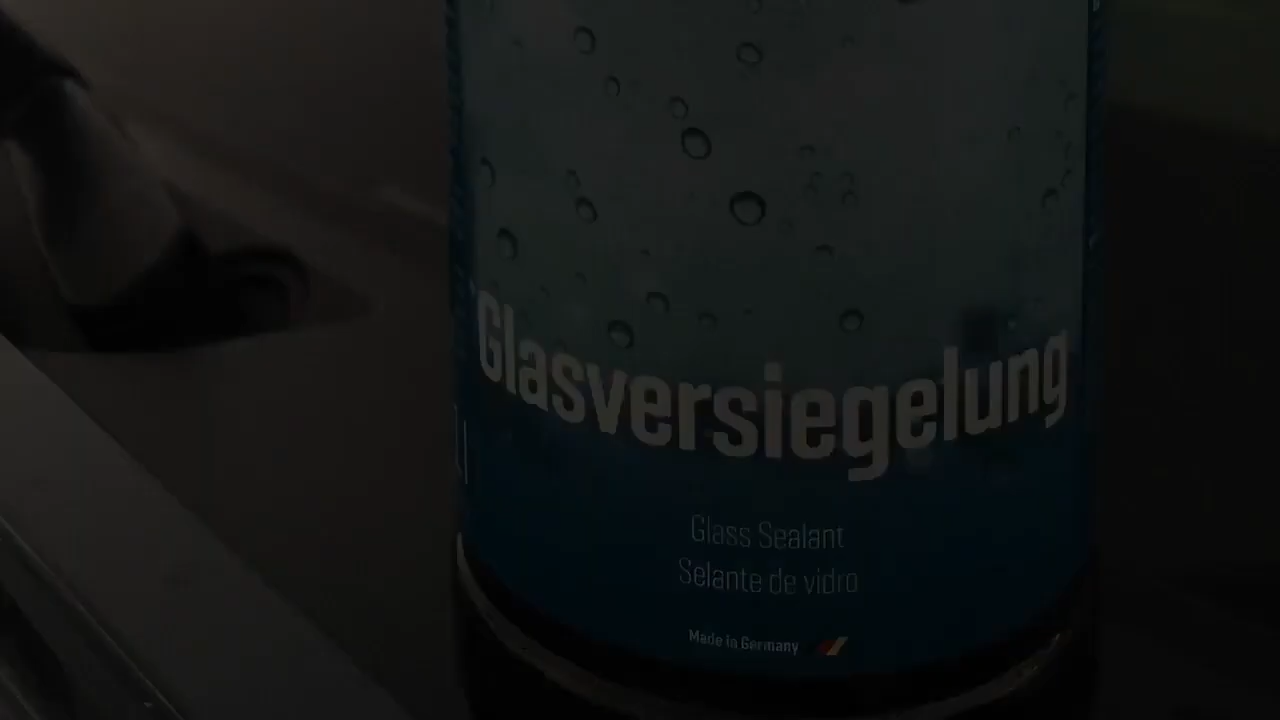 Glasversiegelung
Glass Sealant
Selante de vidro
Made in Germany